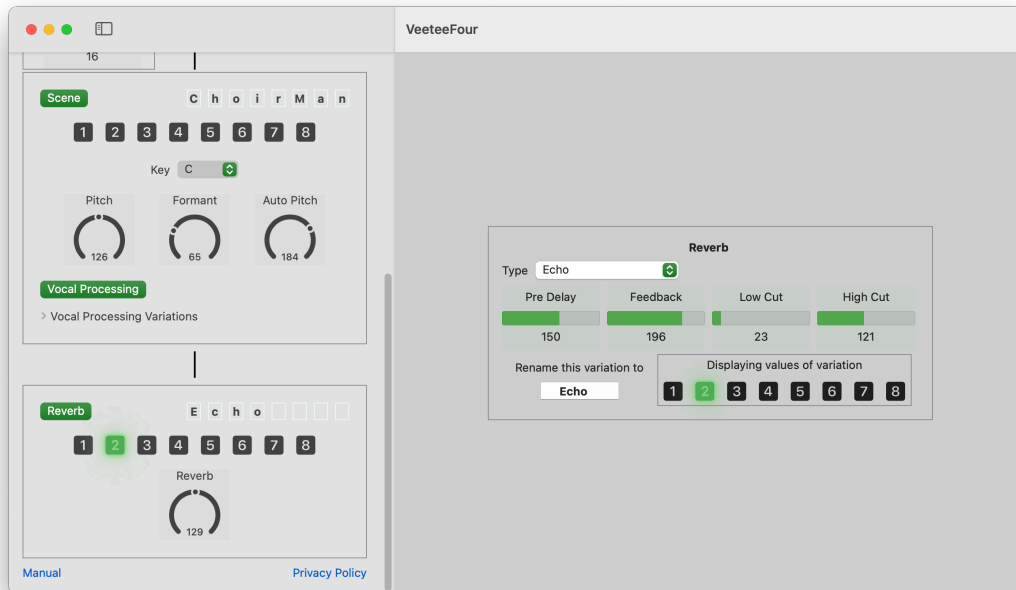 VeeteeFour
16
Scene
C h o i r M a n
1 2 3 4 5 6 7 8
Key C
Pitch Formant Auto Pitch
126 65 184
Vocal Processing
Vocal Processing Variations
Reverb
E c h o
1 2 3 4 5 6 7 8
Reverb
129
Manual Privacy Policy
Reverb
Type Echo
Pre Delay Feedback Low Cut High Cut
150 196 23 121
Rename this variation to
Echo
Displaying values of variation
1 2 3 4 5 6 7 8